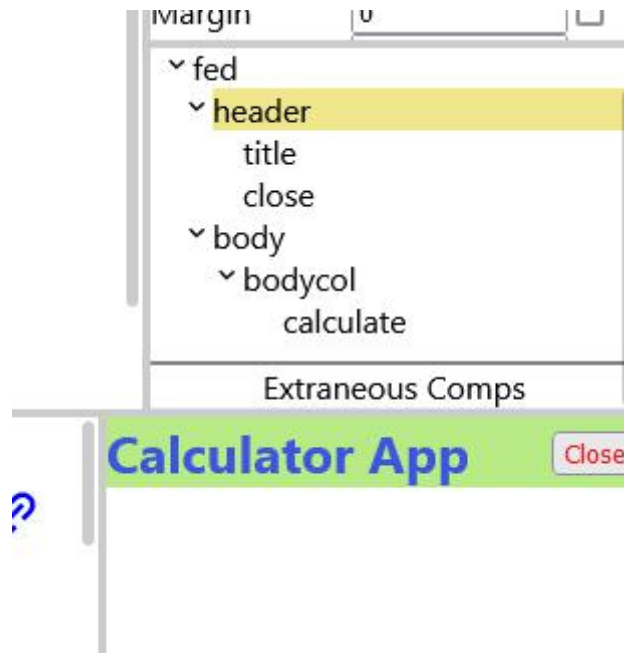 Margin 0
fed
header
title
close
body
bodycol
calculate
Extraneous Comps
Calculator App Close